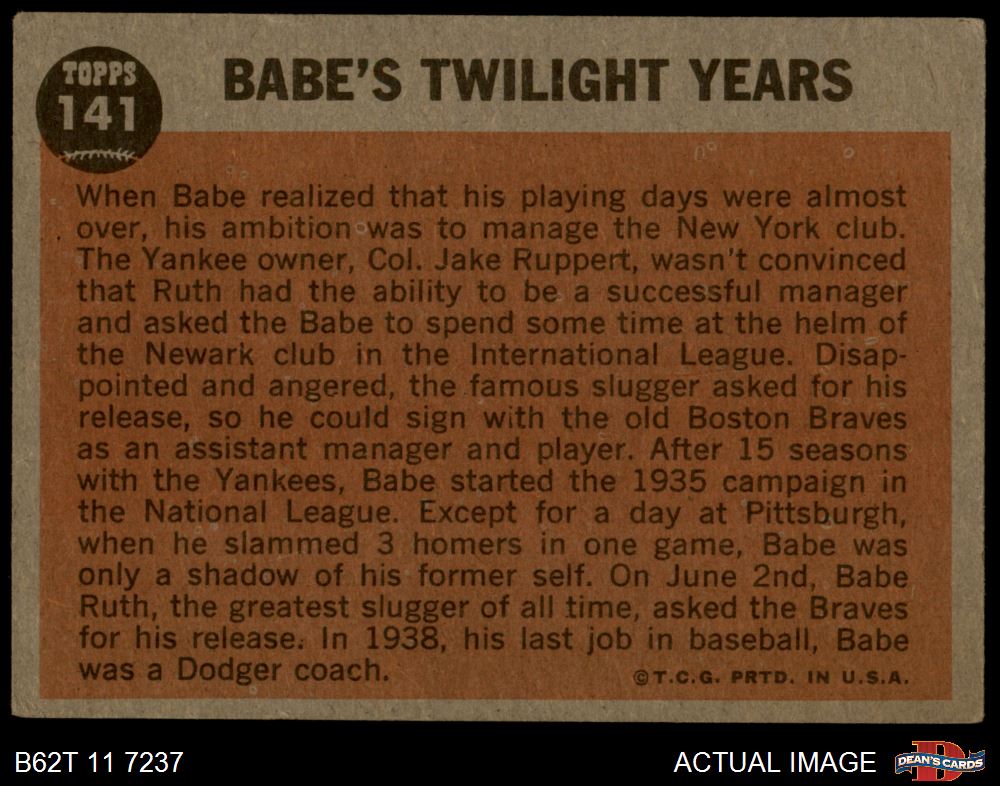 TOPPS
141
BABE'S TWILIGHT YEARS
When Babe realized that his playing days were almost
over, his ambition was to manage the New York club.
The Yankee owner, Col. Jake Ruppert, wasn't convinced
that Ruth had the ability to be a successful manager
and asked the Babe to spend some time at the helm of
the Newark club in the International League. Disap-
pointed and angered, the famous slugger asked for his
release, so he could sign with the old Boston Braves
as an assistant manager and player. After 15 seasons
with the Yankees, Babe started the 1935 campaign in
the National League. Except for a day at Pittsburgh,
when he slammed 3 homers in one game, Babe was
only a shadow of his former self. On June 2nd, Babe
Ruth, the greatest slugger of all time, asked the Braves
for his release. In 1938, his last job in baseball, Babe
was a Dodger coach.
©T.C.G. PRTD. IN U.S.A.
B62T 11 7237
ACTUAL IMAGE
D
DEAN'S CARDS